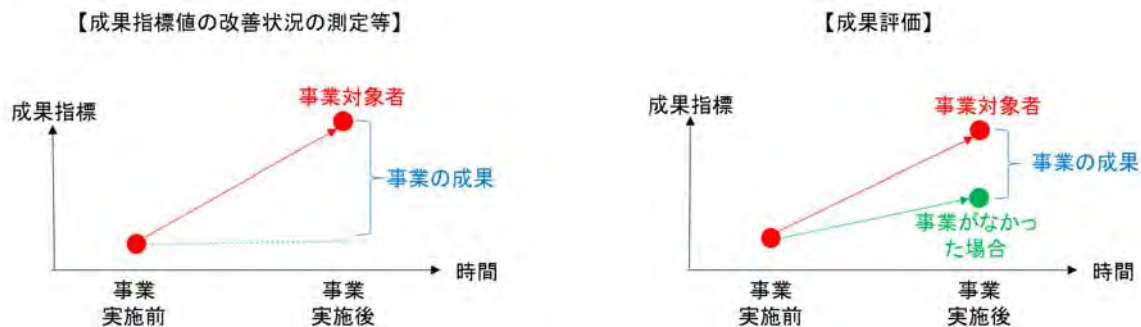 【成果指標値の改善状況の測定等】
成果指標
事業対象者
事業の成果
時間
事業
実施前
事業
実施後
【成果評価】
成果指標
事業対象者
事業の成果
事業がなかっ
た場合
時間
事業
実施前
事業
実施後